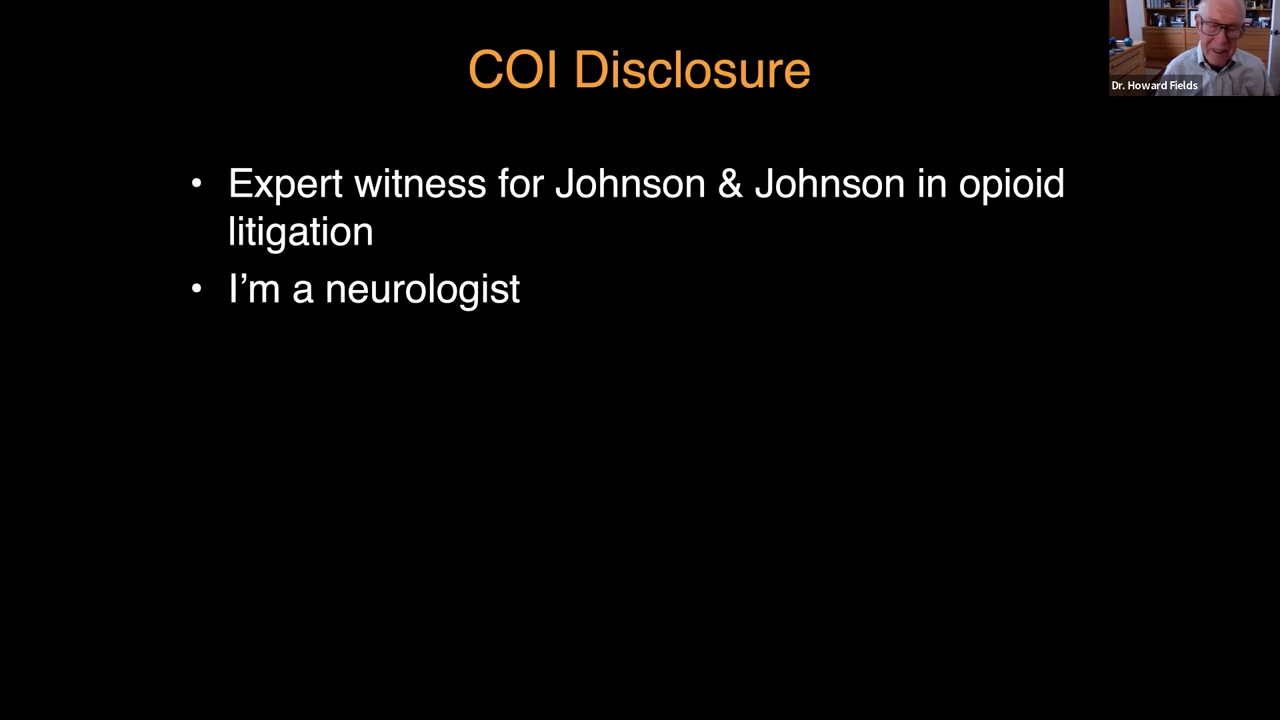 COI Disclosure
Dr. Howard Fields
• Expert witness for Johnson & Johnson in opioid
litigation
• I’m a neurologist